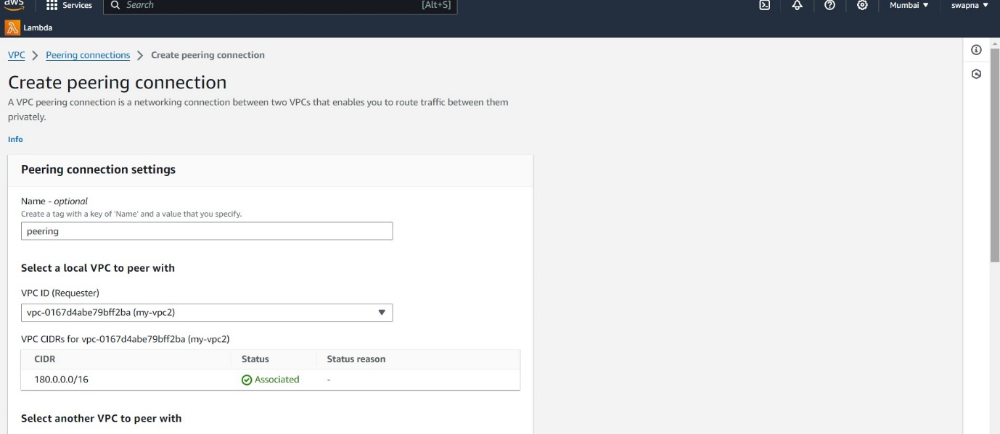 aws
Services
Search
[Alt+S]
Mumbai ▼
swapna ▼
Lambda
VPC > Peering connections > Create peering connection
Create peering connection
A VPC peering connection is a networking connection between two VPCs that enables you to route traffic between them
privately.
Info
Peering connection settings
Name - optional
Create a tag with a key of 'Name' and a value that you specify.
peering
Select a local VPC to peer with
VPC ID (Requester)
vpc-0167d4abe79bff2ba (my-vpc2)
VPC CIDRs for vpc-0167d4abe79bff2ba (my-vpc2)
CIDR Status Status reason
180.0.0.0/16 Associated -
Select another VPC to peer with